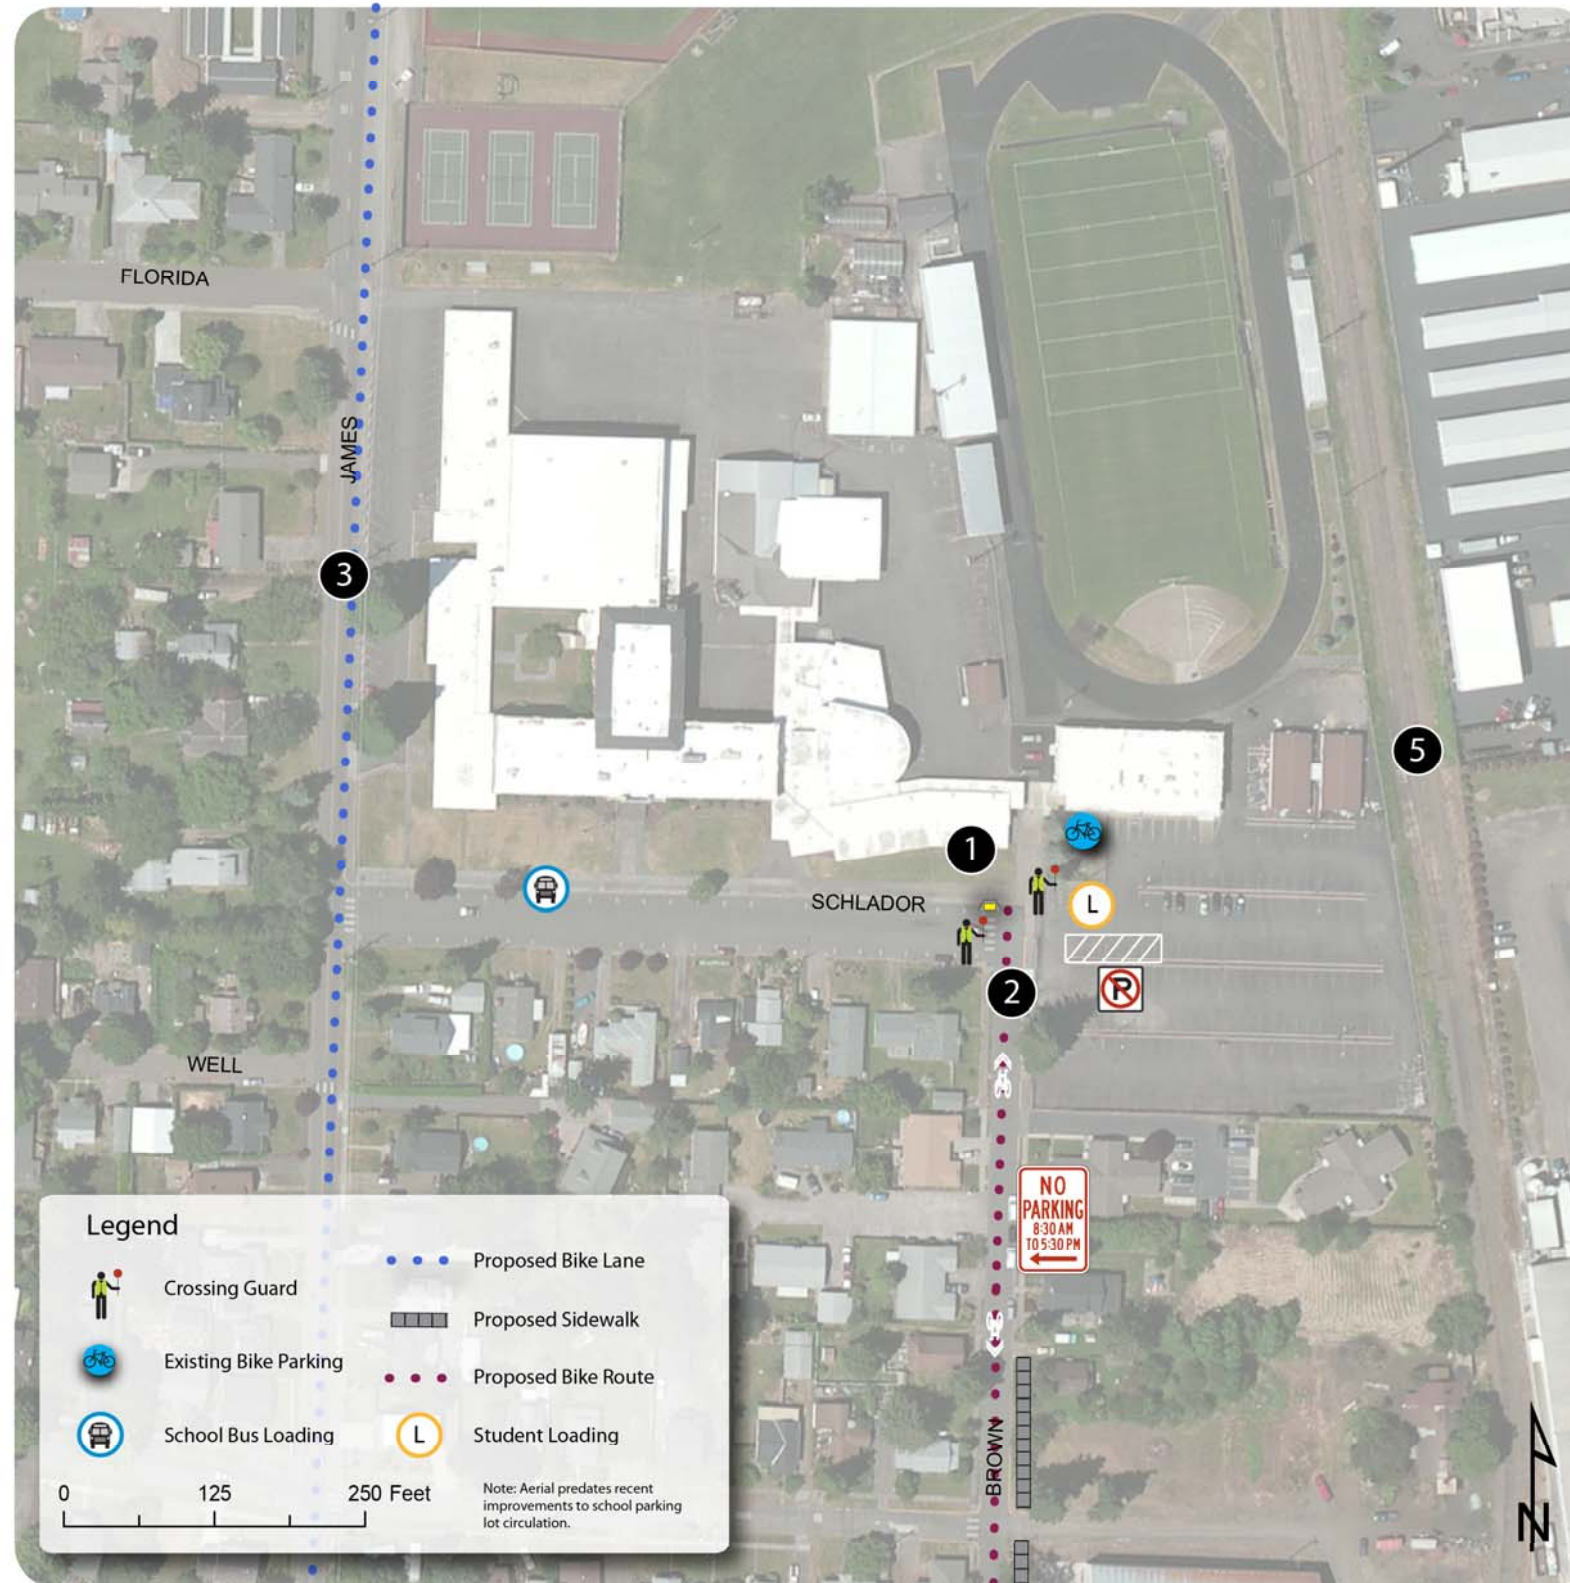 FLORIDA
JAMES
3
5
1
SCHLADOR
L
2
P
WELL
NO
PARKING
8:30 AM
TO 5:30 PM
BROWN
Legend
Crossing Guard
Existing Bike Parking
School Bus Loading
Proposed Bike Lane
Proposed Sidewalk
Proposed Bike Route
L
Student Loading
0 125 250 Feet
Note: Aerial predates recent
improvements to school parking
lot circulation.
N